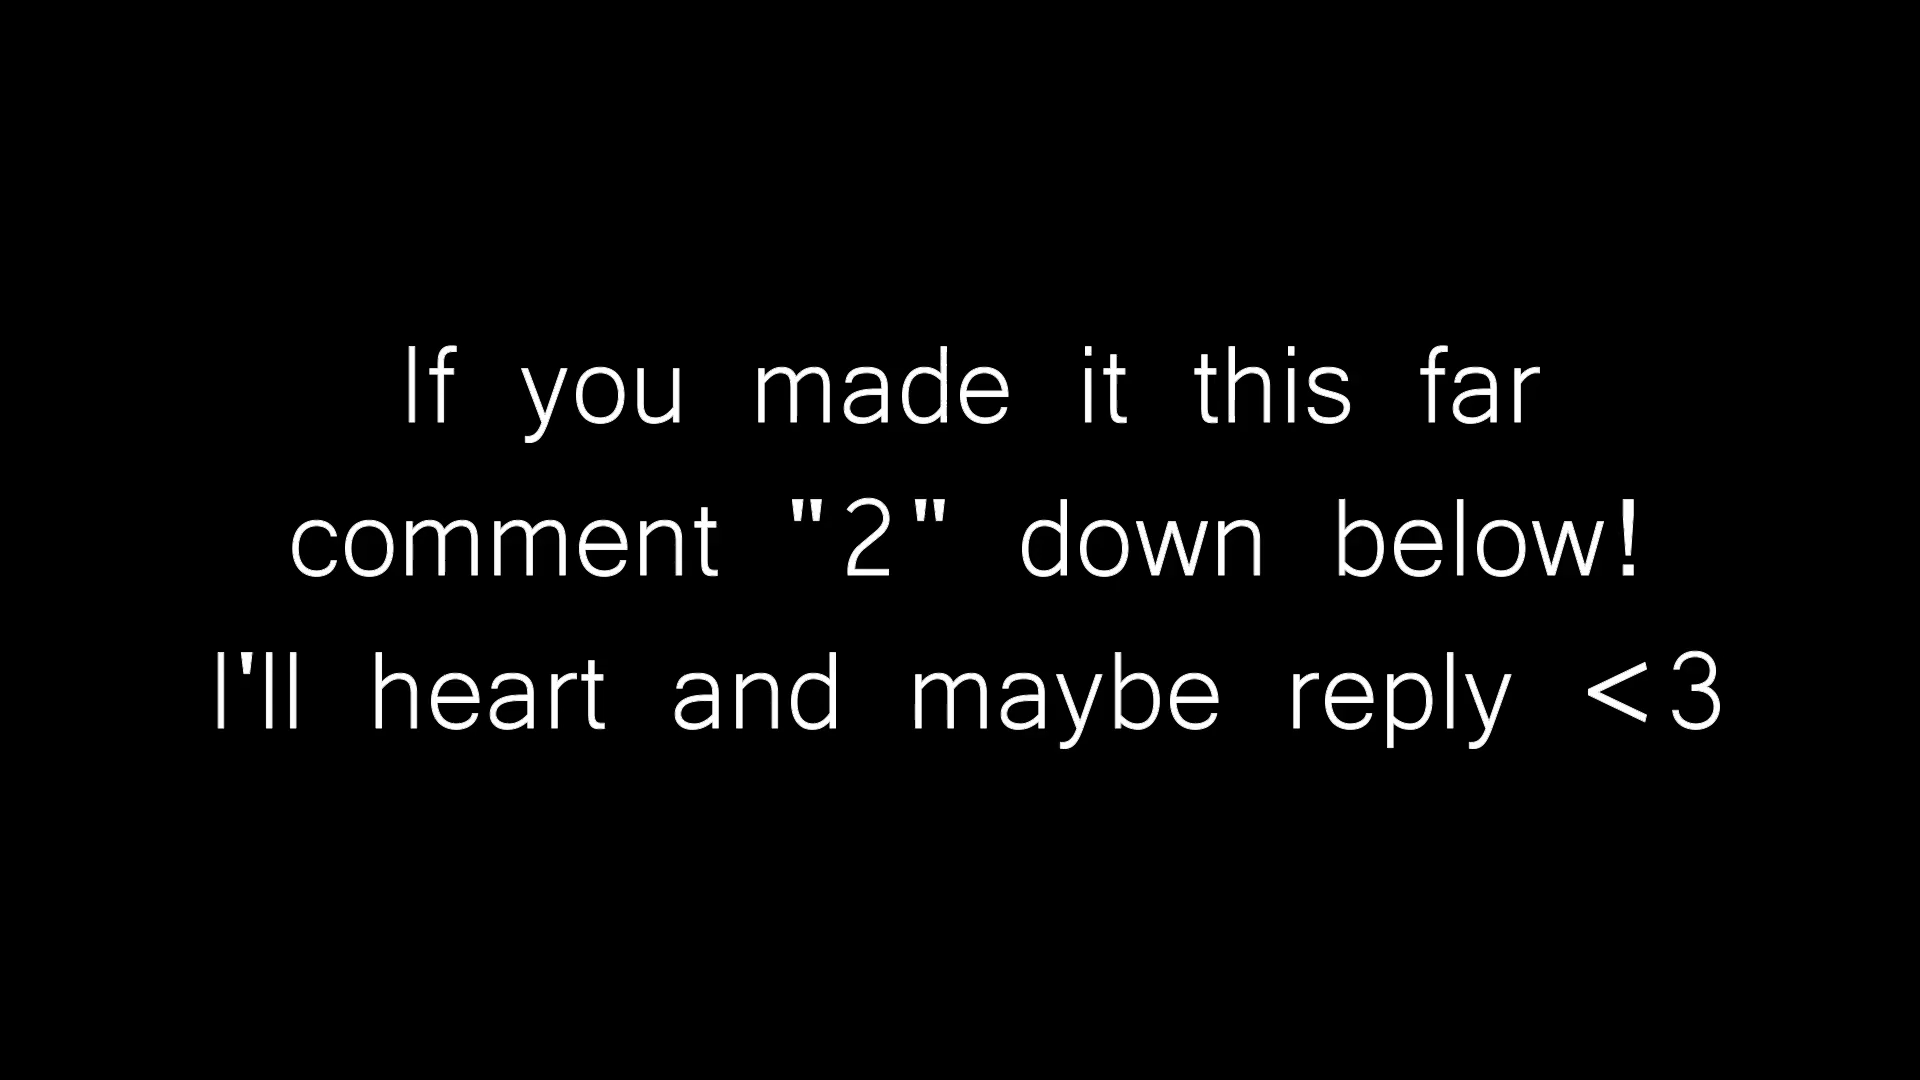 If you made it this far
comment "2" down below!
I'll heart and maybe reply <3